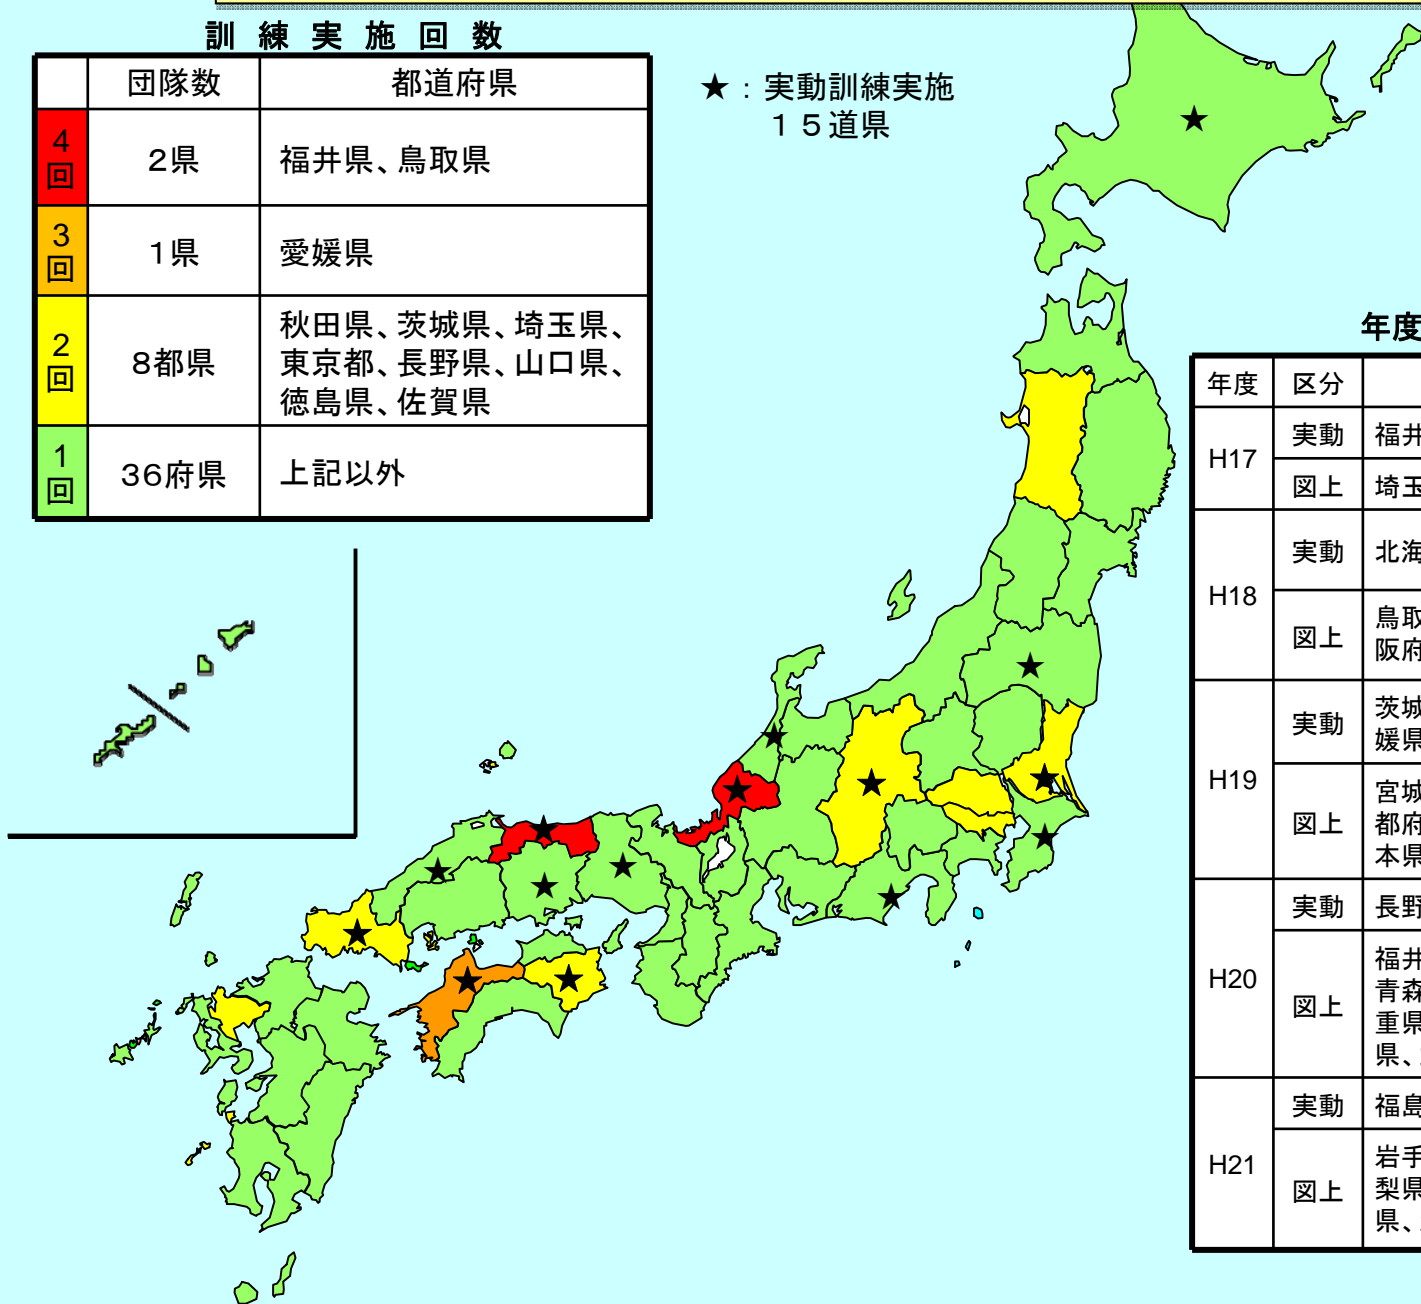 訓練実施回数
団隊数 都道府県
4回 2県 福井県、鳥取県
3回 1県 愛媛県
2回 8都県 秋田県、茨城県、埼玉県、
東京都、長野県、山口県、
徳島県、佐賀県
1回 36府県 上記以外
★：実動訓練実施
１５道県
年度
年度 区分
H17 実動 福井
図上 埼玉
H18 実動 北海
図上 鳥取
阪府
H19 実動 茨城
媛県
図上 宮城
都府
本県
H20 実動 長野
図上 福井
青森
重県
県、
H21 実動 福島
図上 岩手
梨県
県、